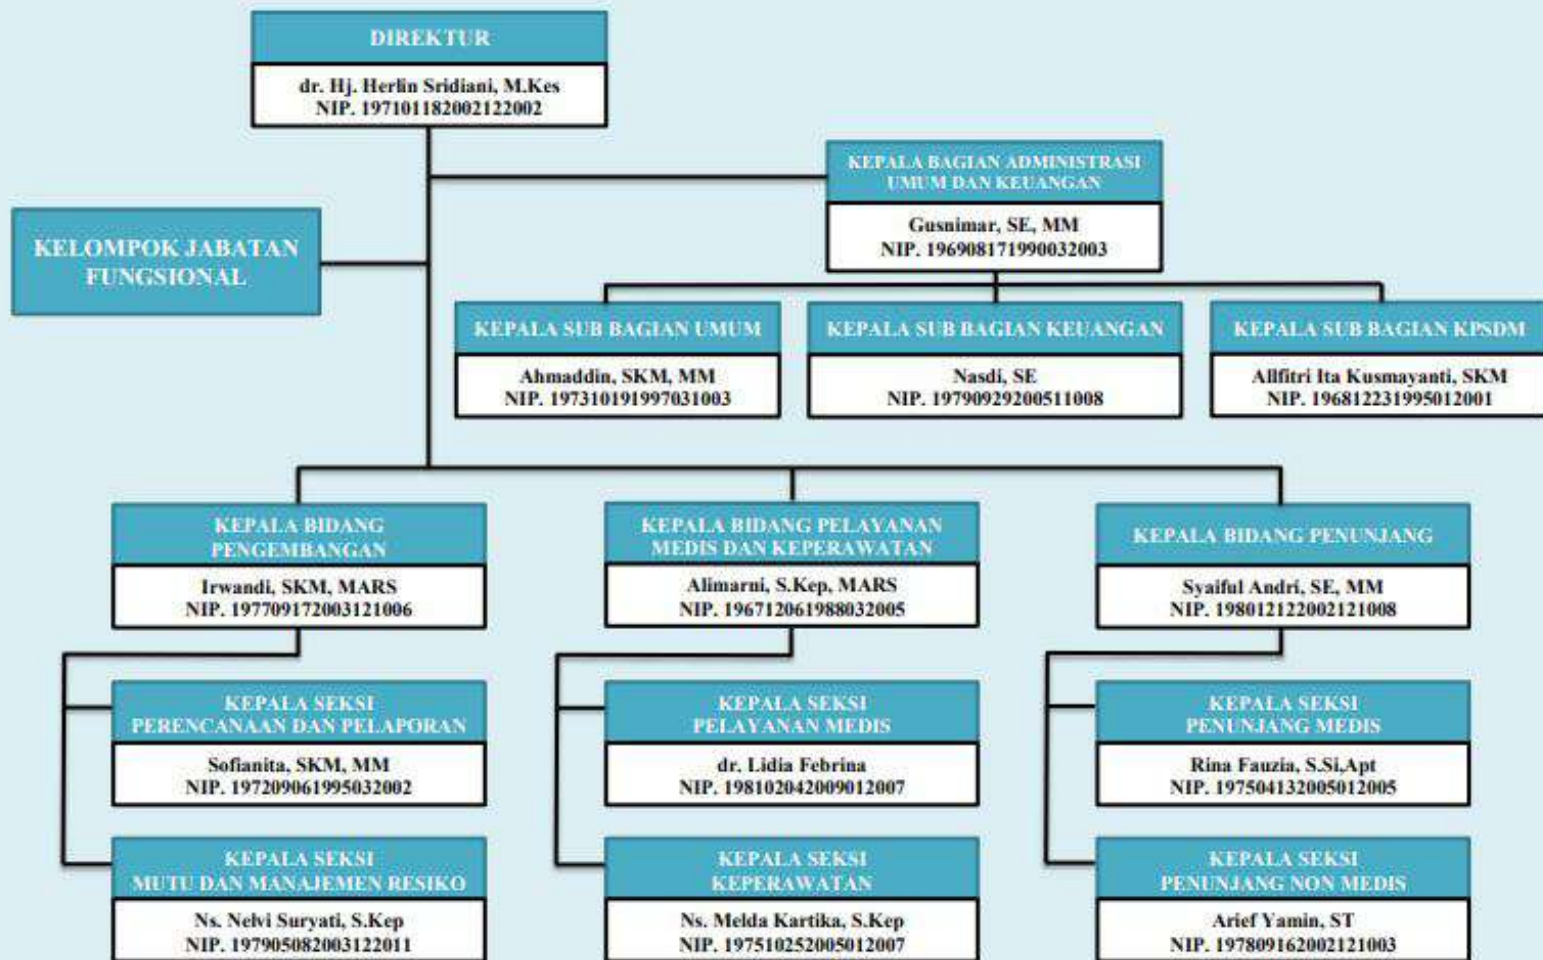 DIREKTUR
dr. Hj. Herlin Sridiani, M.Kes
NIP. 197101182002122002
KEPALA BAGIAN ADMINISTRASI
UMUM DAN KEUANGAN
Gusnimar, SE, MM
NIP. 196908171990032003
KELOMPOK JABATAN
FUNGSIONAL
KEPALA SUB BAGIAN UMUM
Ahmaddin, SKM, MM
NIP. 197310191997031003
KEPALA SUB BAGIAN KEUANGAN
Nasdi, SE
NIP. 19790929200511008
KEPALA SUB BAGIAN KPSDM
Allfitri Ita Kusmayanti, SKM
NIP. 196812231995012001
KEPALA BIDANG
PENGEMBANGAN
Irwandi, SKM, MARS
NIP. 197709172003121006
KEPALA BIDANG PELAYANAN
MEDIS DAN KEPERAWATAN
Alimarni, S.Kep, MARS
NIP. 196712061988032005
KEPALA BIDANG PENUNJANG
Syaiful Andri, SE, MM
NIP. 198012122002121008
KEPALA SEKSI
PERENCANAAN DAN PELAPORAN
Sofianita, SKM, MM
NIP. 197209061995032002
KEPALA SEKSI
PELAYANAN MEDIS
dr. Lidia Febrina
NIP. 198102042009012007
KEPALA SEKSI
PENUNJANG MEDIS
Rina Fauzia, S.Si,Apt
NIP. 197504132005012005
KEPALA SEKSI
MUTU DAN MANAJEMEN RESIKO
Ns. Nelvi Suryati, S.Kep
NIP. 197905082003122011
KEPALA SEKSI
KEPERAWATAN
Ns. Melda Kartika, S.Kep
NIP. 197510252005012007
KEPALA SEKSI
PENUNJANG NON MEDIS
Arief Yamin, ST
NIP. 197809162002121003